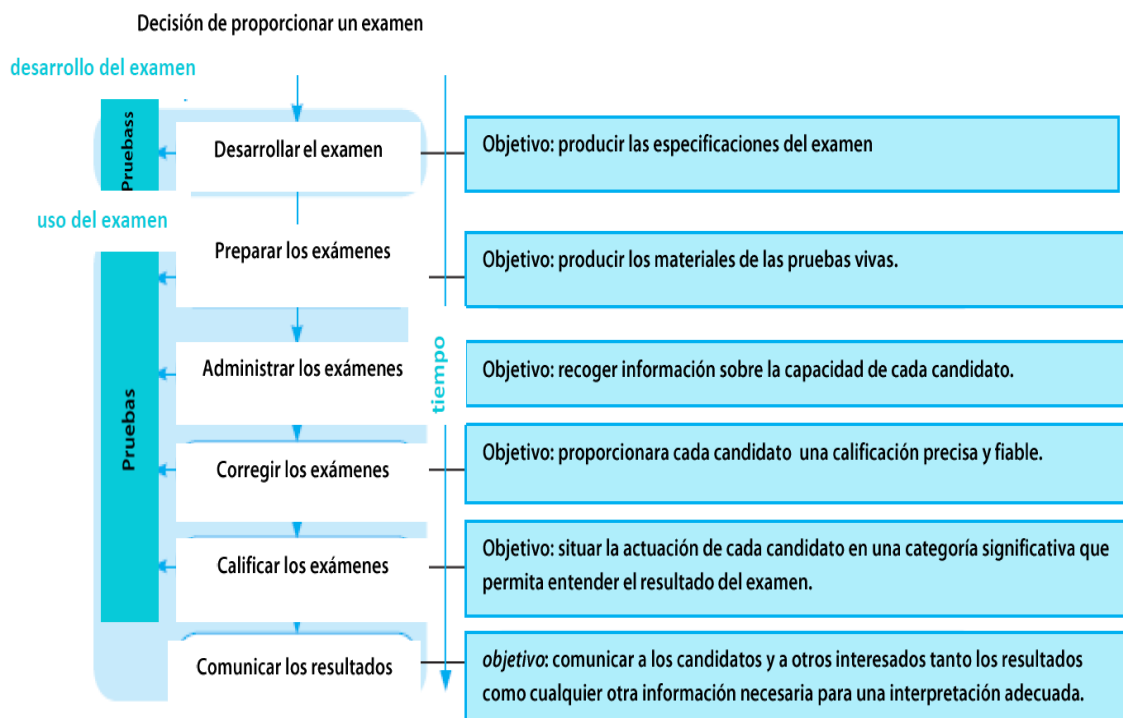 Decisión de proporcionar un examen
desarrollo del examen
Pruebass
Desarrollar el examen
Objetivo: producir las especificaciones del examen
uso del examen
Preparar los exámenes
Objetivo: producir los materiales de las pruebas vivas.
tiempo
Pruebas
Administrar los exámenes
Objetivo: recoger información sobre la capacidad de cada candidato.
Corregir los exámenes
Objetivo: proporcionara cada candidato una calificación precisa y fiable.
Calificar los exámenes
Objetivo: situar la actuación de cada candidato en una categoría significativa que
permita entender el resultado del examen.
Comunicar los resultados
objetivo: comunicar a los candidatos y a otros interesados tanto los resultados
como cualquier otra información necesaria para una interpretación adecuada.